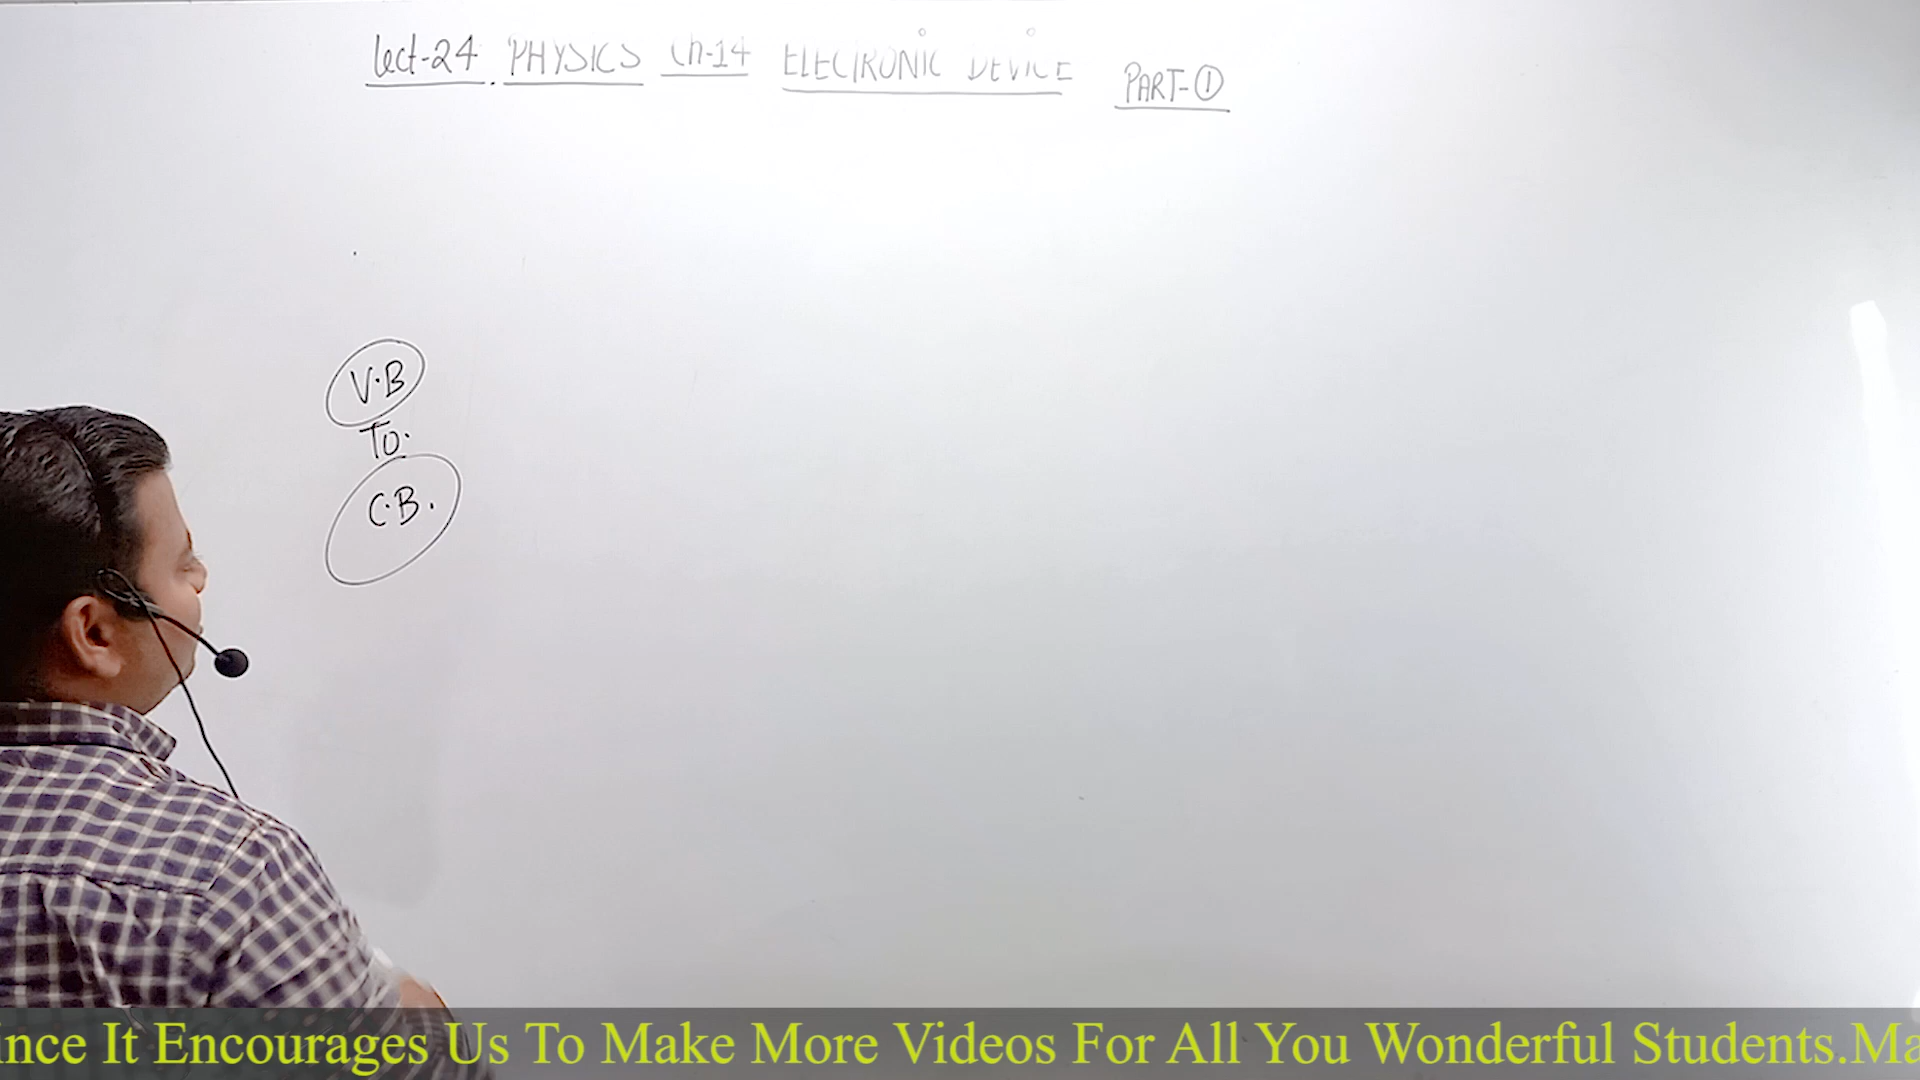 Lect-24 PHYSICS Ch-14 ELECTRONIC DEVICE PART-①
V.B
To.
C.B.
ince It Encourages Us To Make More Videos For All You Wonderful Students.Ma